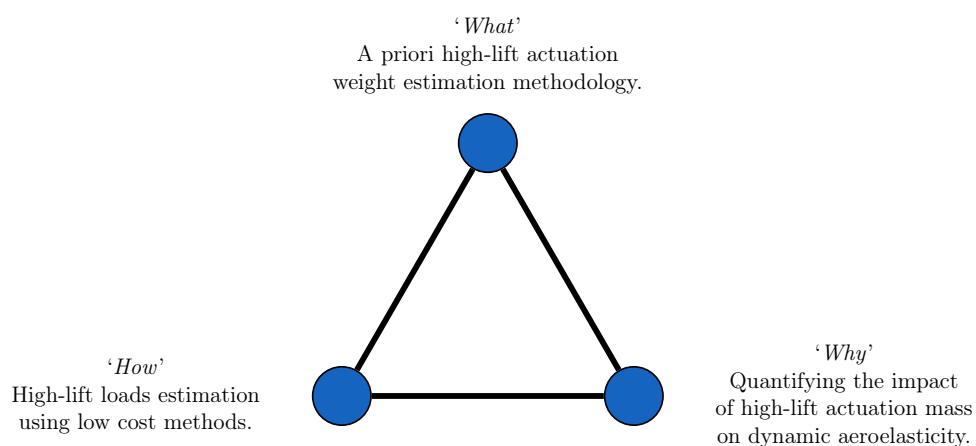 ‘What’
A priori high-lift actuation
weight estimation methodology.
‘How’
High-lift loads estimation
using low cost methods.
‘Why’
Quantifying the impact
of high-lift actuation mass
on dynamic aeroelasticity.